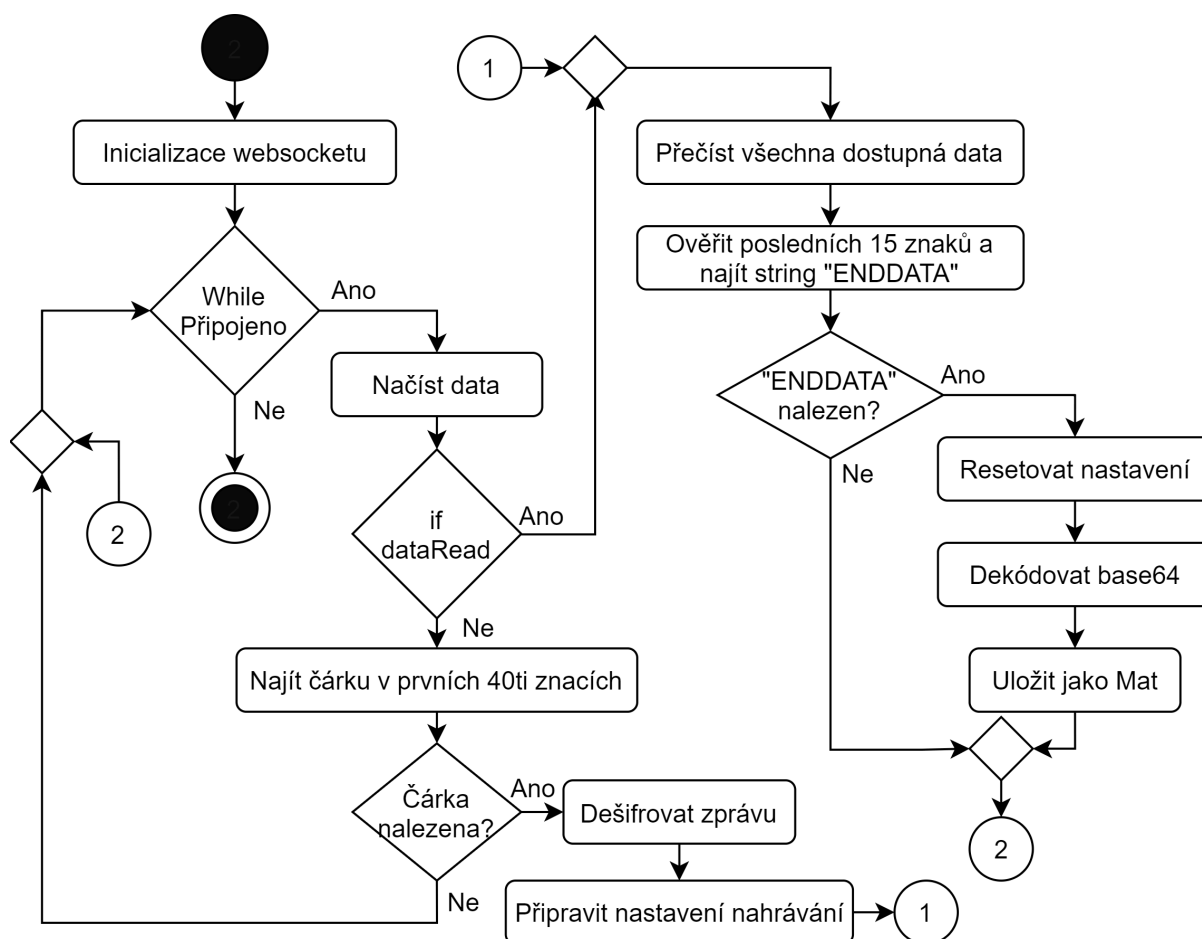 2
Inicializace websocketu
While
Připojeno
Ano
Ne
2
2
Načíst data
if
dataRead
Ano
Ne
Najít čárku v prvních 40ti znacích
Čárka
nalezena?
Ano
Ne
Dešifrovat zprávu
Připravit nastavení nahrávání
1
1
Přečíst všechna dostupná data
Ověřit posledních 15 znaků a
najít string "ENDDATA"
"ENDDATA"
nalezen?
Ano
Ne
Resetovat nastavení
Dekódovat base64
Uložit jako Mat
2